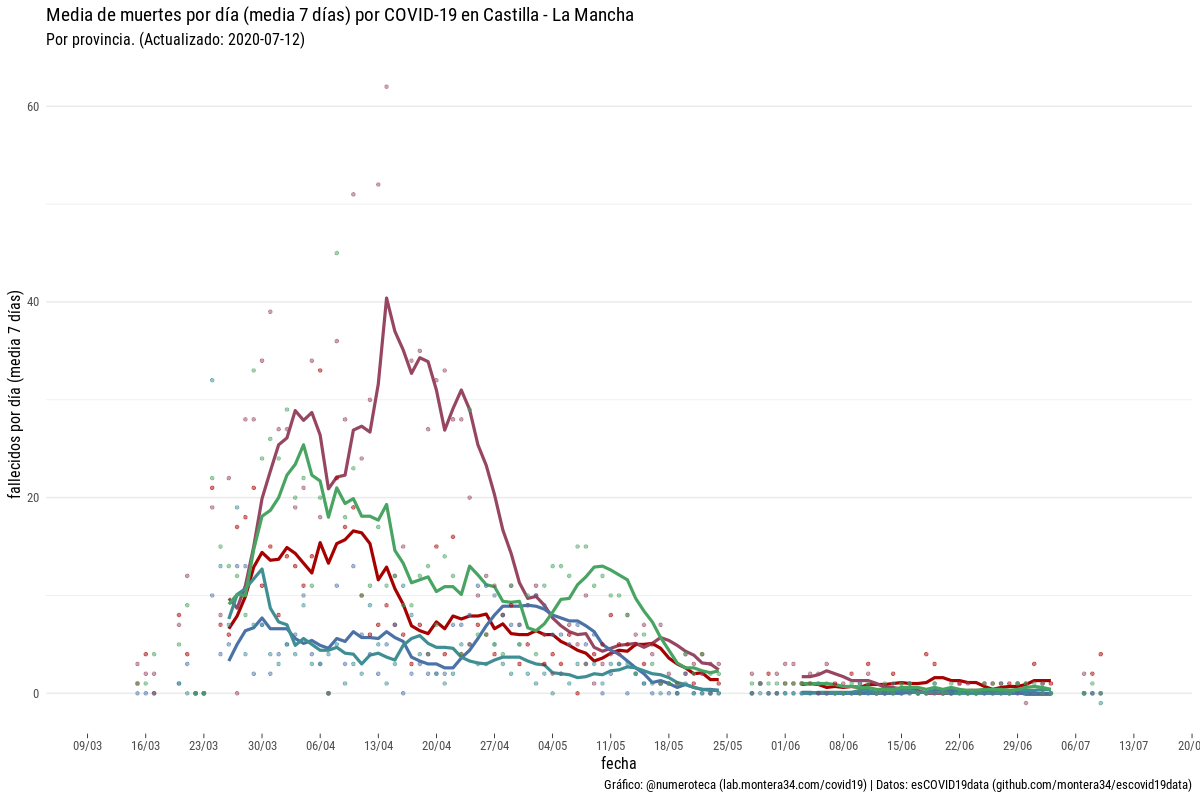 Media de muertes por día (media 7 días) por COVID-19 en Castilla - La Mancha
Por provincia. (Actualizado: 2020-07-12)
fallecidos por día (media 7 días)
60
40
20
0
09/03 16/03 23/03 30/03 06/04 13/04 20/04 27/04 04/05 11/05 18/05 25/05 01/06 08/06 15/06 22/06 29/06 06/07 13/07 20/0
fecha
Gráfico: @numeroteca (lab.montera34.com/covid19) | Datos: esCOVID19data (github.com/montera34/escovid19data)